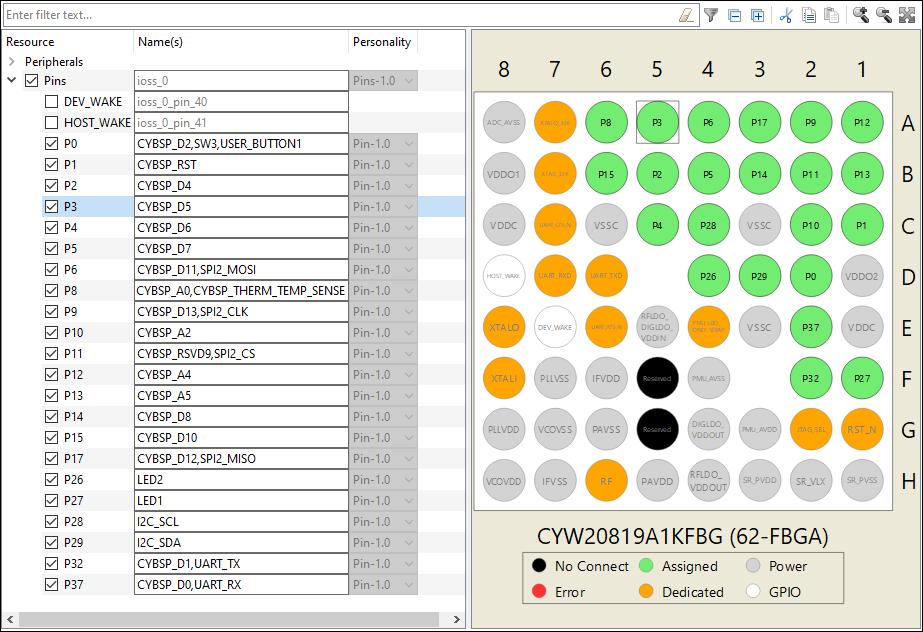 Enter filter text...
Resource Name(s) Personality
Peripherals
Pins ioss_0 Pins-1.0
DEV_WAKE ioss_0_pin_40
HOST_WAKE ioss_0_pin_41
P0 CYBSP_D2,SW3,USER_BUTTON1 Pin-1.0
P1 CYBSP_RST Pin-1.0
P2 CYBSP_D4 Pin-1.0
P3 CYBSP_D5 Pin-1.0
P4 CYBSP_D6 Pin-1.0
P5 CYBSP_D7 Pin-1.0
P6 CYBSP_D11,SPI2_MOSI Pin-1.0
P8 CYBSP_A0,CYBSP_THERM_TEMP_SENSE Pin-1.0
P9 CYBSP_D13,SPI2_CLK Pin-1.0
P10 CYBSP_A2 Pin-1.0
P11 CYBSP_RSVD9,SPI2_CS Pin-1.0
P12 CYBSP_A4 Pin-1.0
P13 CYBSP_A5 Pin-1.0
P14 CYBSP_D8 Pin-1.0
P15 CYBSP_D10 Pin-1.0
P17 CYBSP_D12,SPI2_MISO Pin-1.0
P26 LED2 Pin-1.0
P27 LED1 Pin-1.0
P28 I2C_SCL Pin-1.0
P29 I2C_SDA Pin-1.0
P32 CYBSP_D1,UART_TX Pin-1.0
P37 CYBSP_D0,UART_RX Pin-1.0
8 7 6 5 4 3 2 1
ADC_AVSS P8 P3 P6 P17 P9 P12 A
VDDO1 P15 P2 P5 P14 P11 P13 B
VDDC VSSC P4 P28 VSSC P10 P1 C
HOST_WAKE UART_RXD UART_TXD P26 P29 P0 VDDO2 D
XTALO DEV_WAKE RFLDO_
DIGLDO_
VDDIN VSSC P37 VDDC E
XTALI PLLVSS IFVDD Reserved PMU_AVSS P32 P27 F
PLLVDD VCOVSS PAVSS Reserved DIGLDO_
VDDOUT PMU_AVDD JTAG_SEL RST_N G
VCOVDD IFVSS RF PAVDD RFLDO_
VDDOUT SR_PVDD SR_VLX SR_PVSS H
CYW20819A1KFBG (62-FBGA)
No Connect Assigned Power
Error Dedicated GPIO